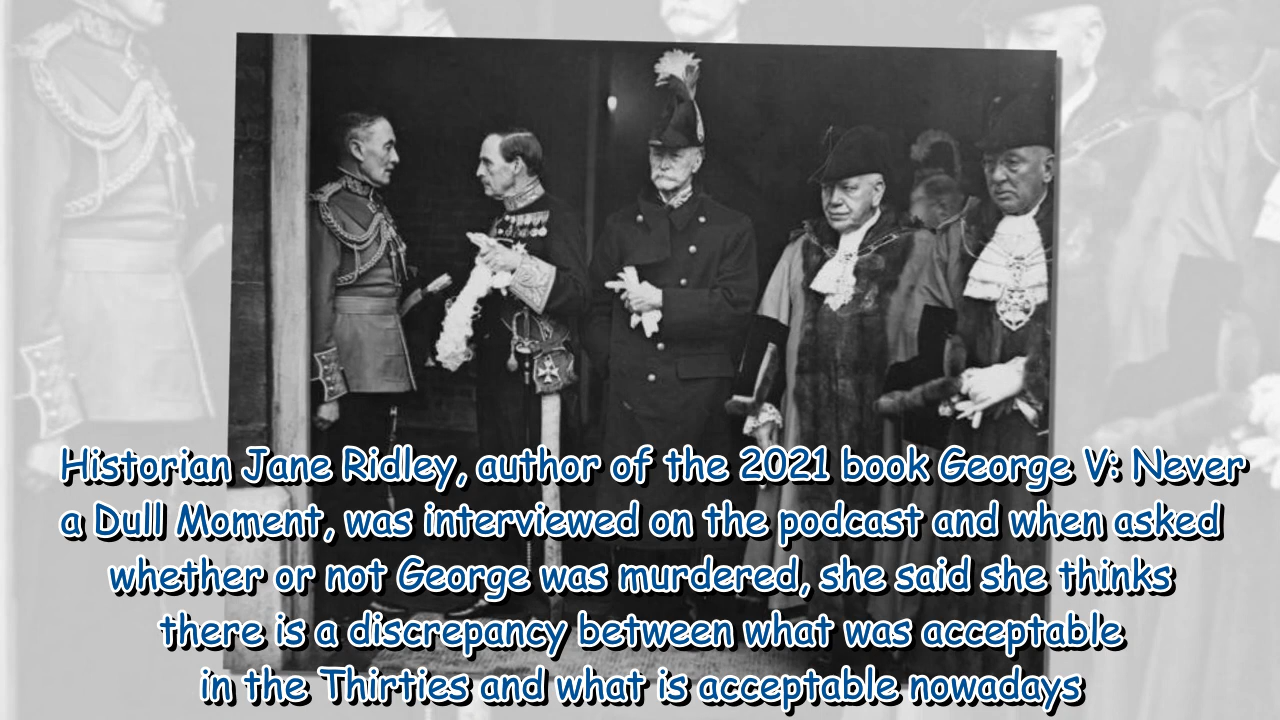 Historian Jane Ridley, author of the 2021 book George V: Never
a Dull Moment, was interviewed on the podcast and when asked
whether or not George was murdered, she said she thinks
there is a discrepancy between what was acceptable
in the Thirties and what is acceptable nowadays